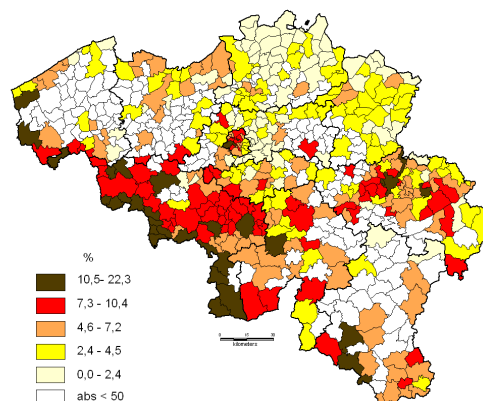 %
10,5- 22,3
7,3 - 10,4
4,6 - 7,2
2,4 - 4,5
0,0 - 2,4
abs < 50
kilometers